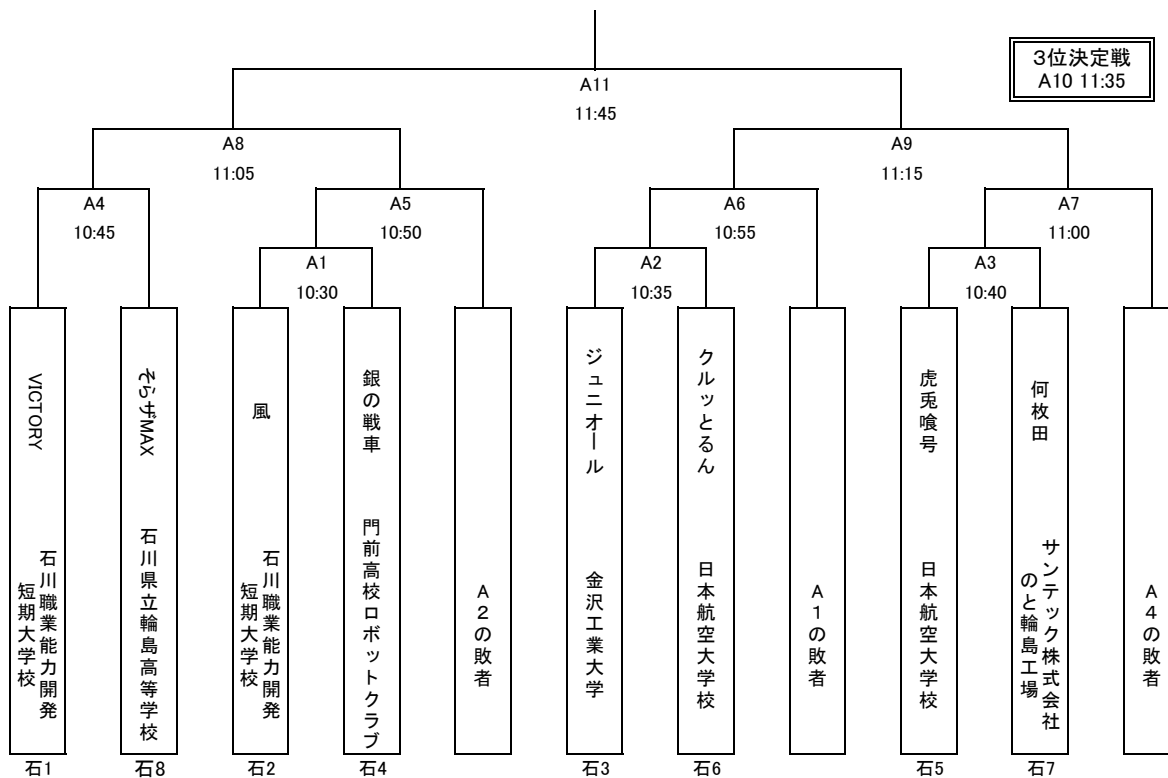 3位決定戦
A10 11:35
A11
11:45
A8
11:05
A9
11:15
A4
10:45
A5
10:50
A6
10:55
A7
11:00
A1
10:30
A2
10:35
A3
10:40
VICTORY
石川職業能力開発
短期大学校
石1
そらザMAX
石川県立輪島高等学校
石8
風
石川職業能力開発
短期大学校
石2
銀の戦車
門前高校ロボットクラブ
石4
A2の敗者
ジュニオール
金沢工業大学
石3
クルッとるん
日本航空大学校
石6
A1の敗者
虎兎喰号
日本航空大学校
石5
何枚田
サンテック株式会社
のと輪島工場
石7
A4の敗者